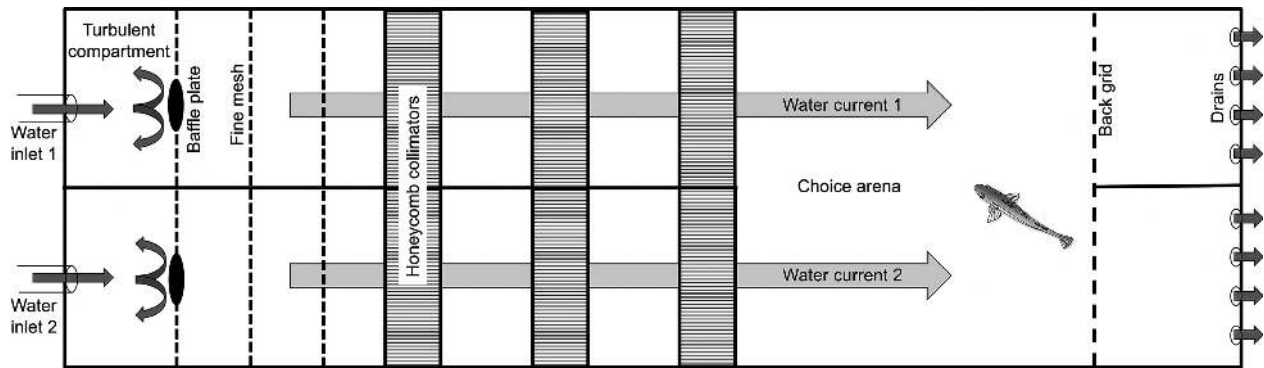 Turbulent
compartment
Water
inlet 1
Baffle plate
Fine mesh
Honeycomb collimators
Water current 1
Choice arena
Back grid
Drains
Water
inlet 2
Water current 2